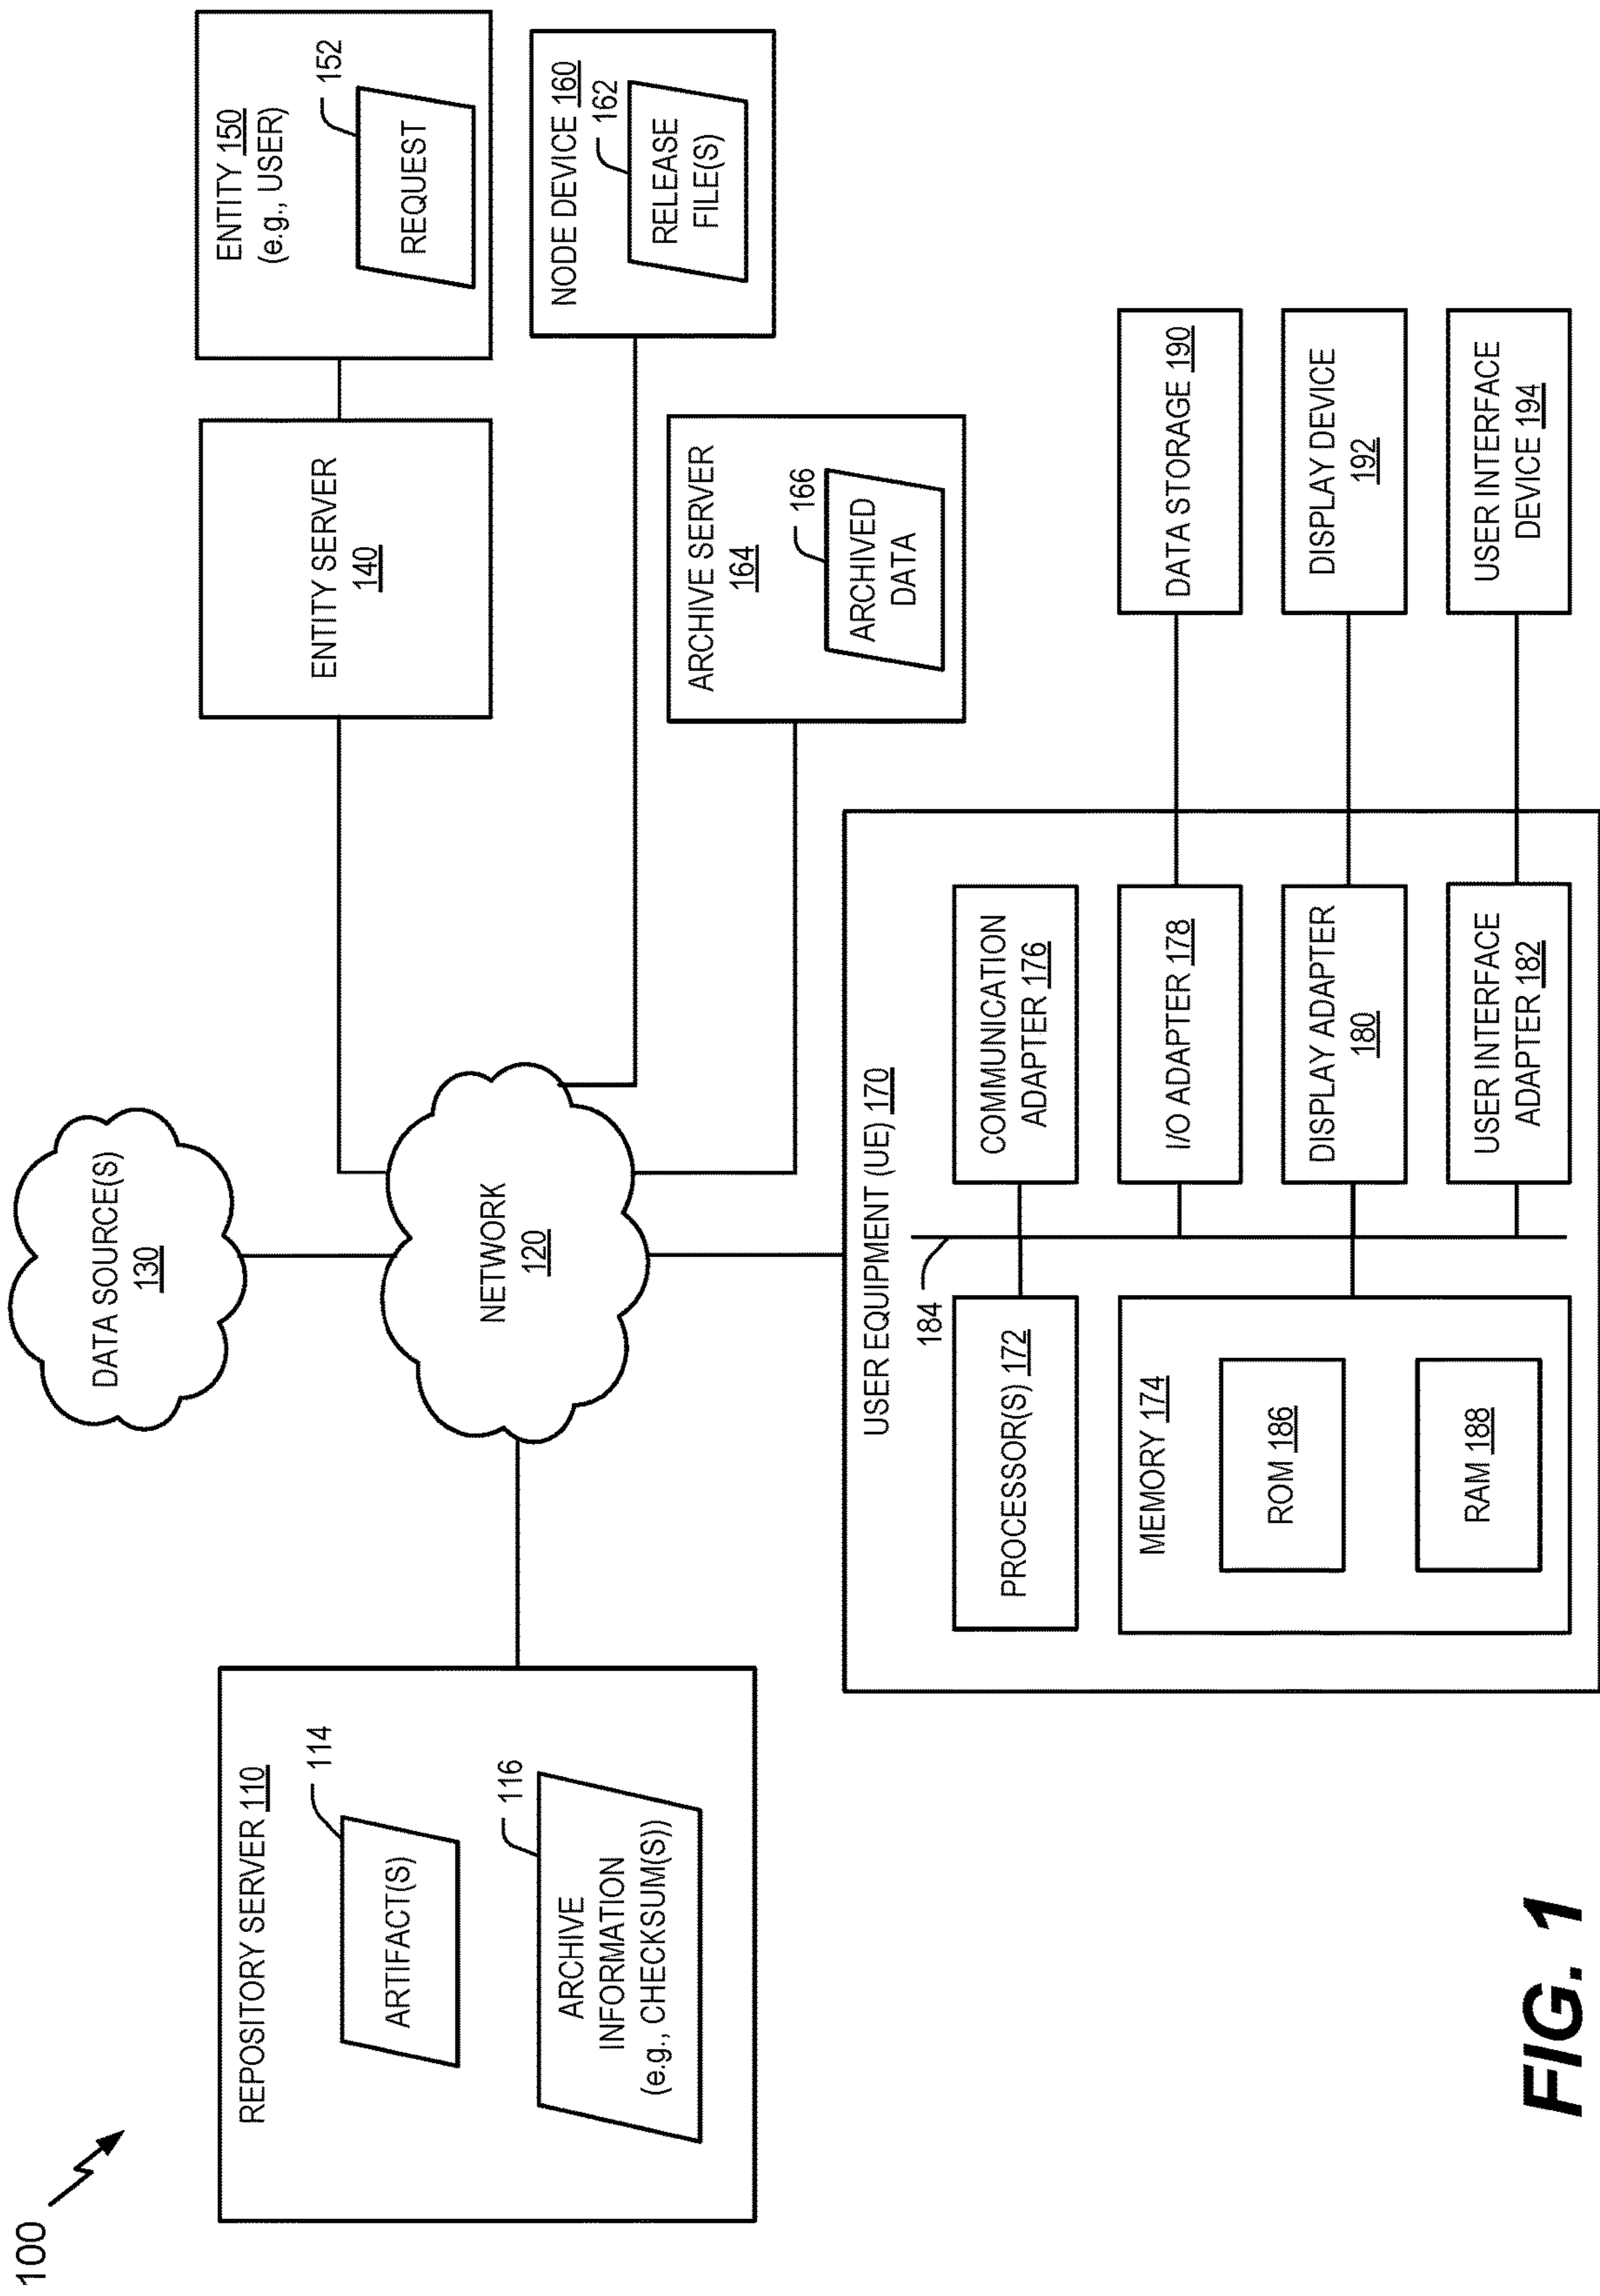 100
REPOSITORY SERVER 110
114
ARTIFACT(S)
116
ARCHIVE
INFORMATION
(e.g., CHECKSUM(S))
DATA SOURCE(S)
130
NETWORK
120
ENTITY SERVER
140
ENTITY 150
(e.g., USER)
152
REQUEST
NODE DEVICE 160
162
RELEASE
FILE(S)
ARCHIVE SERVER
164
166
ARCHIVED
DATA
USER EQUIPMENT (UE) 170
184
PROCESSOR(S) 172
MEMORY 174
ROM 186
RAM 188
COMMUNICATION
ADAPTER 176
I/O ADAPTER 178
DISPLAY ADAPTER
180
USER INTERFACE
ADAPTER 182
DATA STORAGE 190
DISPLAY DEVICE
192
USER INTERFACE
DEVICE 194
FIG. 1